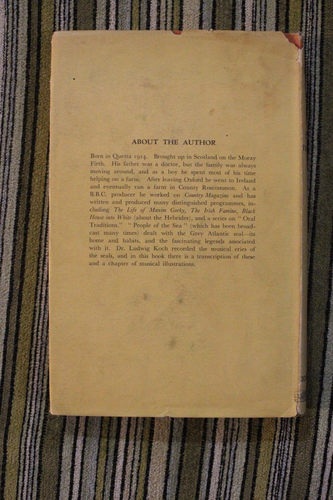 ABOUT THE AUTHOR
Born in Quetta 1914. Brought up in Scotland on the Moray
Firth. His father was a doctor, but the family was always
moving around, and as a boy he spent most of his time
helping on a farm. After leaving Oxford he went to Ireland
and eventually ran a farm in County Roscommon. As a
B.B.C. producer he worked on Country Magazine and has
written and produced many distinguished programmes, in-
cluding The Life of Maxim Gorky, The Irish Famine, Black
House into White (about the Hebrides), and a series on "Oral
Traditions." "People of the Sea" (which has been broad-
cast many times) deals with the Grey Atlantic seal—its
home and habits, and the fascinating legends associated
with it. Dr. Ludwig Koch recorded the musical cries of
the seals, and in this book there is a transcription of these
and a chapter of musical illustrations.